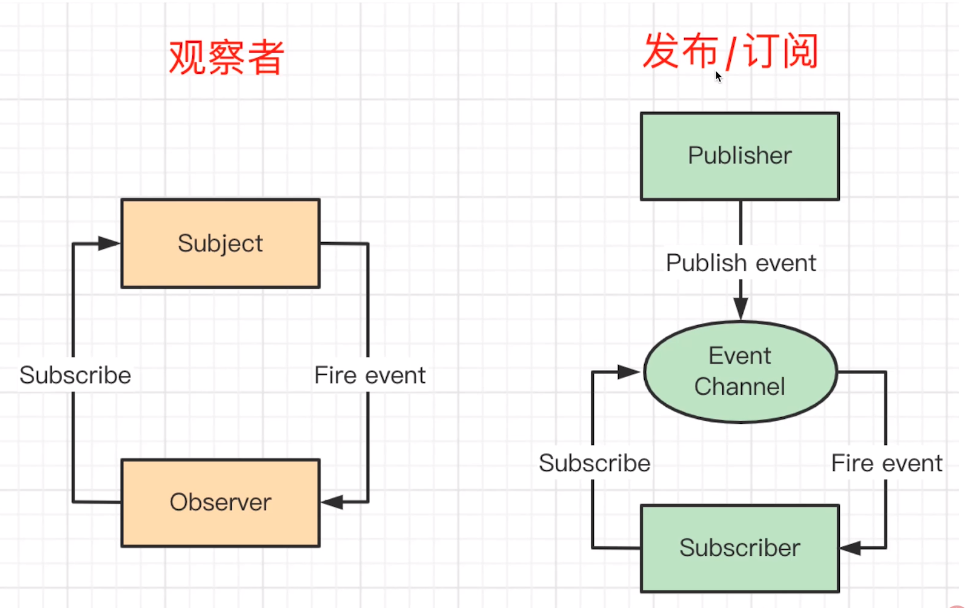 观察者
发布/订阅
Subject
Subscribe
Fire event
Observer
Publisher
Publish event
Event
Channel
Subscribe
Fire event
Subscriber